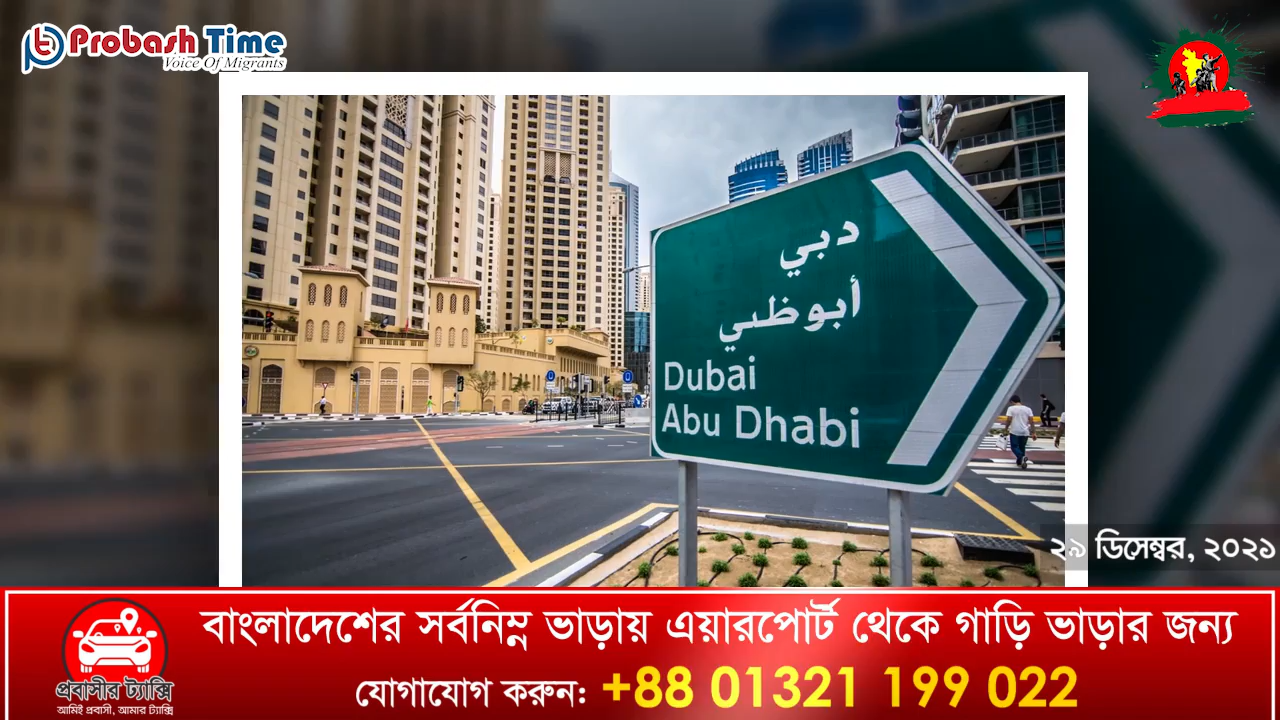 Probash Time
Voice Of Migrants
دبي
أبوظبي
Dubai
Abu Dhabi
২৯ ডিসেম্বর, ২০২১
বাংলাদেশের সর্বনিম্ন ভাড়ায় এয়ারপোর্ট থেকে গাড়ি ভাড়ার জন্য
যোগাযোগ করুন: +88 01321 199 022
প্রবাসীর ট্যাক্সি
আমিই প্রবাসী, আমার ট্যাক্সি